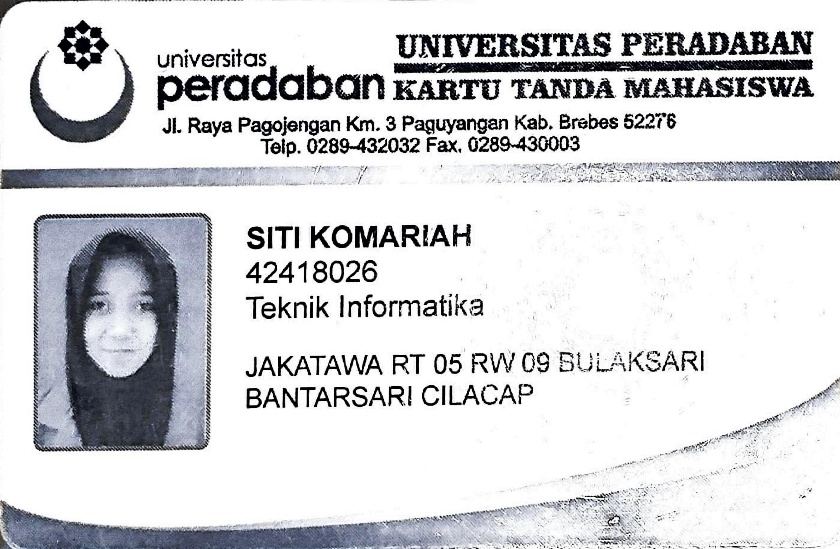 universitas
peradaban
UNIVERSITAS PERADABAN
KARTU TANDA MAHASISWA
Jl. Raya Pagojengan Km. 3 Paguyangan Kab. Brebes 52276
Telp. 0289-432032 Fax. 0289-430003
SITI KOMARIAH
42418026
Teknik Informatika
JAKATAWA RT 05 RW 09 BULAKSARI
BANTARSARI CILACAP